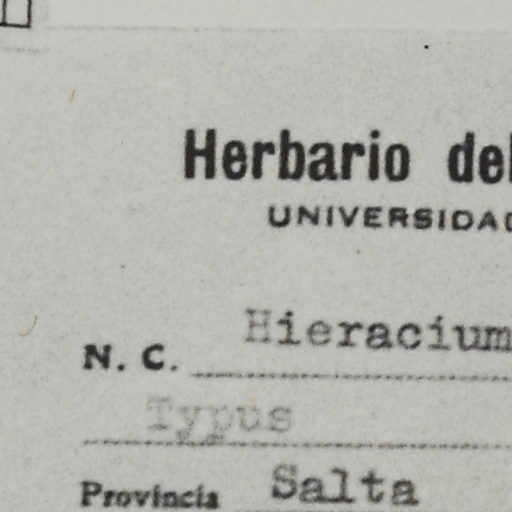 Herbario del
UNIVERSIDAD
N. C. Hieracium
Typus
Provincia Salta